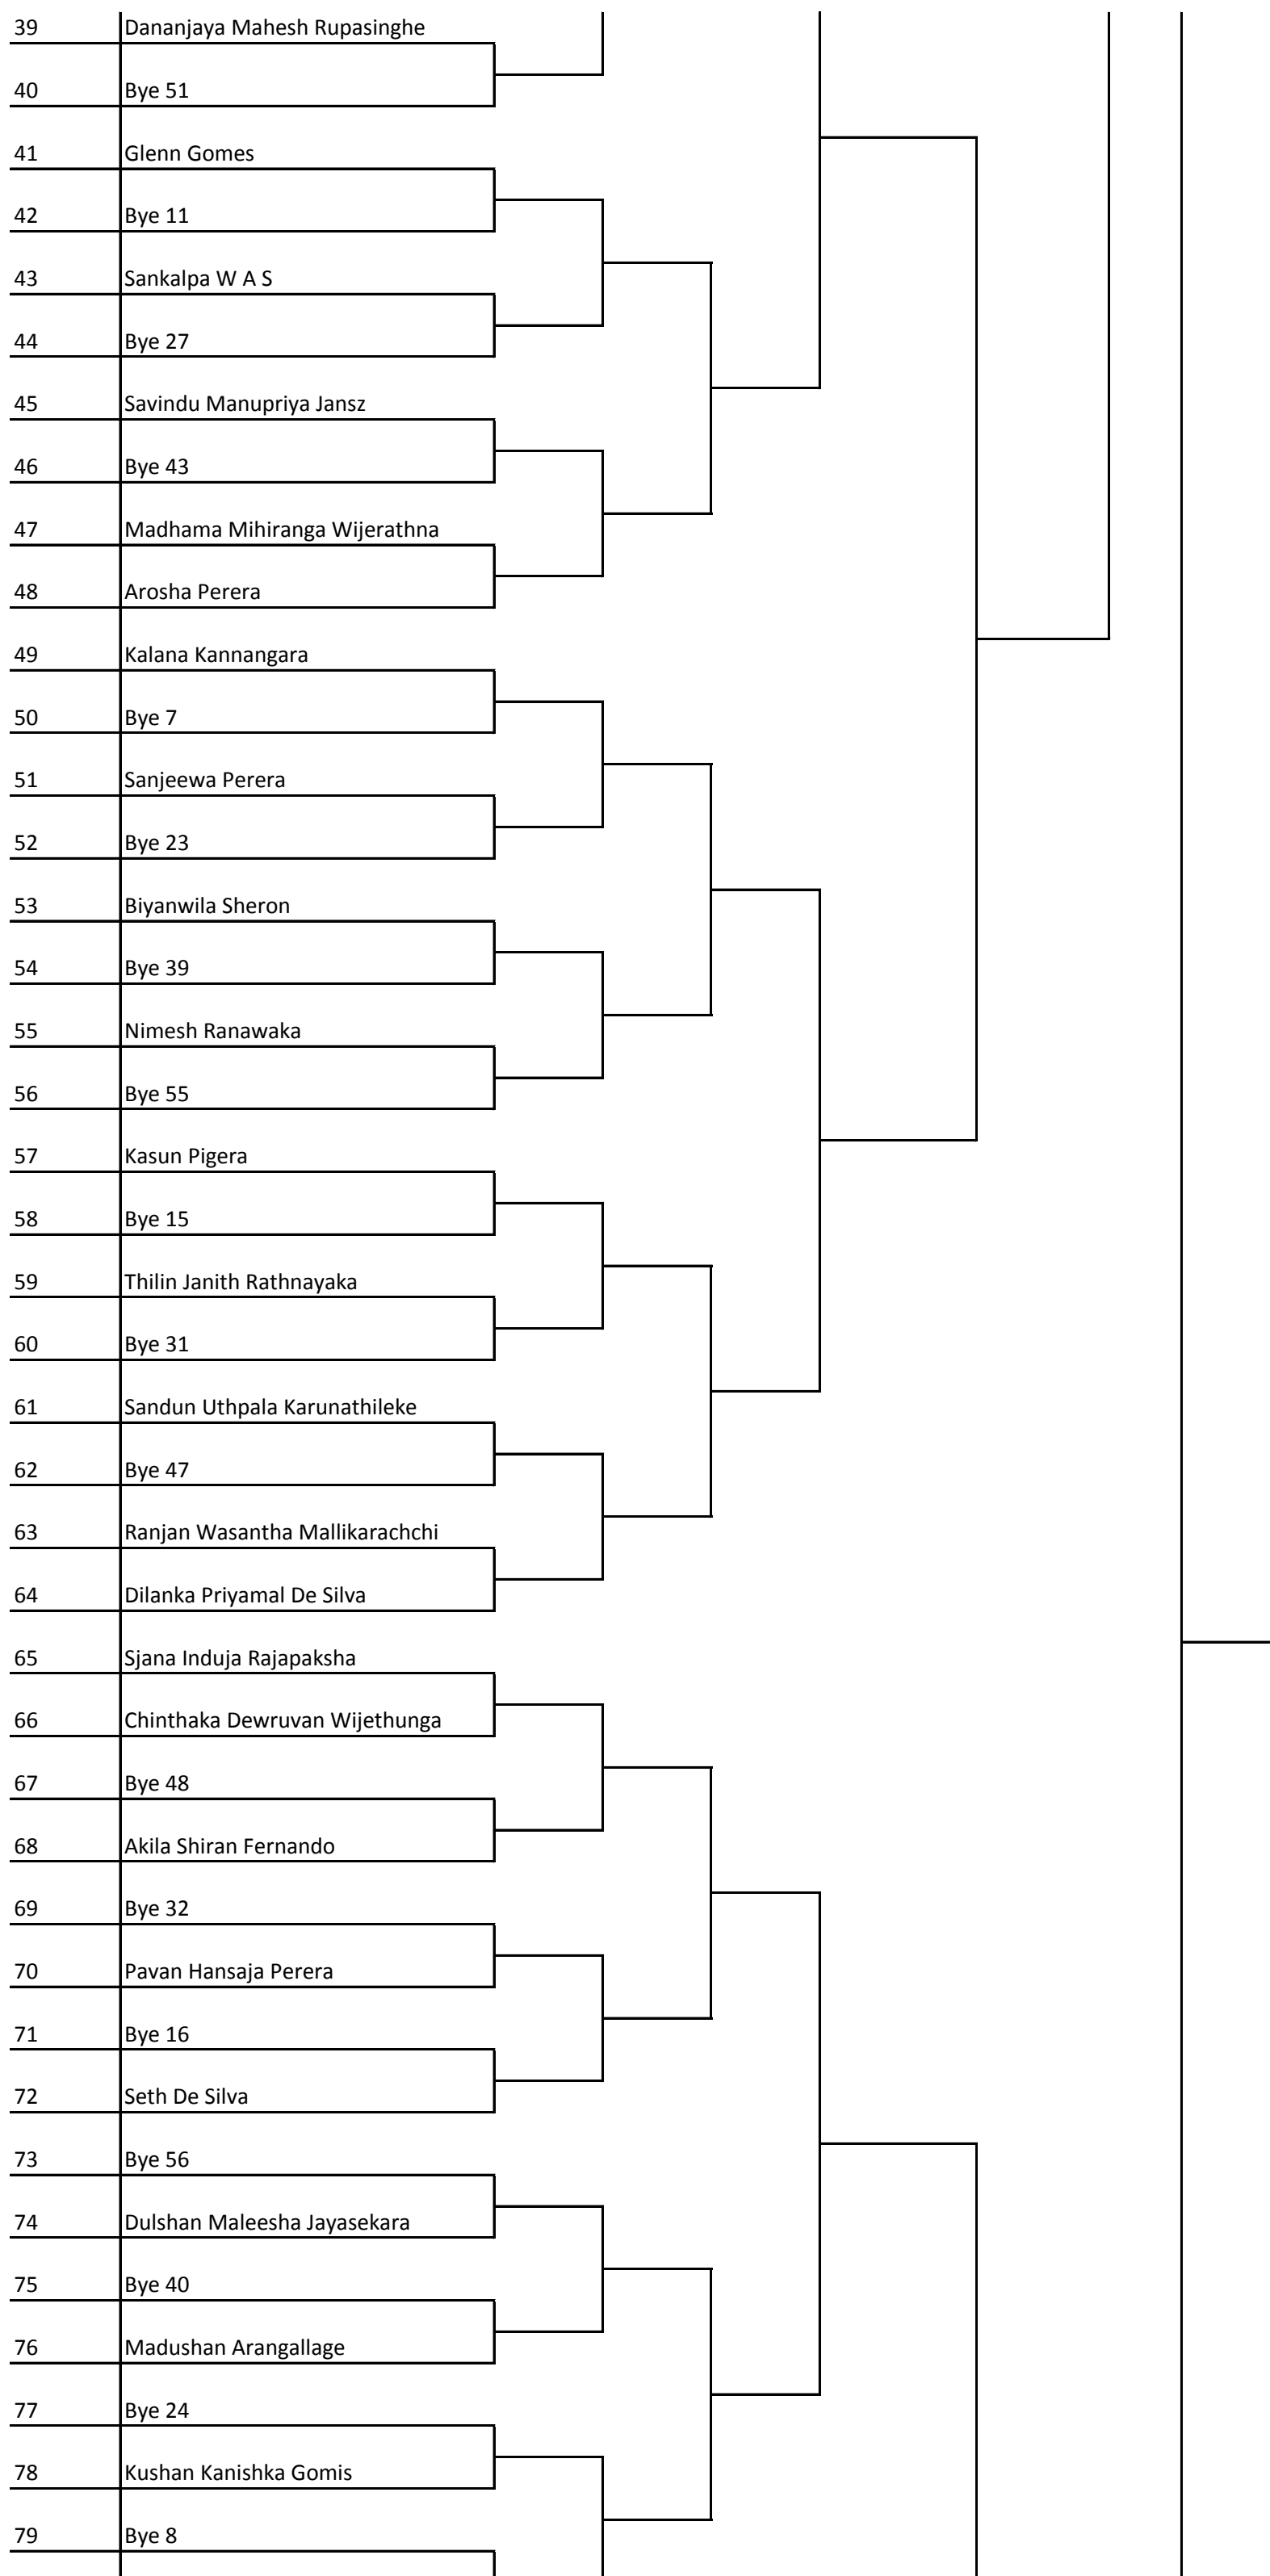 39 Dananjaya Mahesh Rupasinghe
40 Bye 51
41 Glenn Gomes
42 Bye 11
43 Sankalpa W A S
44 Bye 27
45 Savindu Manupriya Jansz
46 Bye 43
47 Madhama Mihiranga Wijerathna
48 Arosha Perera
49 Kalana Kannangara
50 Bye 7
51 Sanjeewa Perera
52 Bye 23
53 Biyanwila Sheron
54 Bye 39
55 Nimesh Ranawaka
56 Bye 55
57 Kasun Pigera
58 Bye 15
59 Thilin Janith Rathnayaka
60 Bye 31
61 Sandun Uthpala Karunathileke
62 Bye 47
63 Ranjan Wasantha Mallikarachchi
64 Dilanka Priyamal De Silva
65 Sjana Induja Rajapaksha
66 Chinthaka Dewruvan Wijethunga
67 Bye 48
68 Akila Shiran Fernando
69 Bye 32
70 Pavan Hansaja Perera
71 Bye 16
72 Seth De Silva
73 Bye 56
74 Dulshan Maleesha Jayasekara
75 Bye 40
76 Madushan Arangallage
77 Bye 24
78 Kushan Kanishka Gomis
79 Bye 8